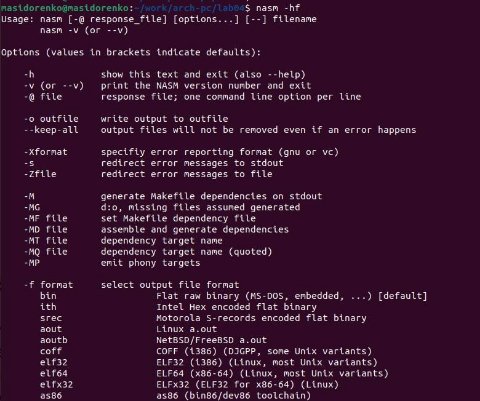 masidorenko@masidorenko:~/work/arch-pc/lab04$ nasm -hf
Usage: nasm [-@ response_file] [options...] [--] filename
       nasm -v (or --v)
Options (values in brackets indicate defaults):
    -h            show this text and exit (also --help)
    -v (or --v)   print the NASM version number and exit
    -@ file       response file; one command line option per line
    -o outfile    write output to outfile
    --keep-all    output files will not be removed even if an error happens
    -Xformat      specifiy error reporting format (gnu or vc)
    -s            redirect error messages to stdout
    -Zfile        redirect error messages to file
    -M            generate Makefile dependencies on stdout
    -MG           d:o, missing files assumed generated
    -MF file      set Makefile dependency file
    -MD file      assemble and generate dependencies
    -MT file      dependency target name
    -MQ file      dependency target name (quoted)
    -MP           emit phony targets
    -f format     select output file format
       bin                  Flat raw binary (MS-DOS, embedded, ...) [default]
       ith                  Intel Hex encoded flat binary
       srec                 Motorola S-records encoded flat binary
       aout                 Linux a.out
       aoutb                NetBSD/FreeBSD a.out
       coff                 COFF (i386) (DJGPP, some Unix variants)
       elf32                ELF32 (i386) (Linux, most Unix variants)
       elf64                ELF64 (x86-64) (Linux, most Unix variants)
       elfx32               ELFx32 (ELF32 for x86-64) (Linux)
       as86                 as86 (bin86/dev86 toolchain)